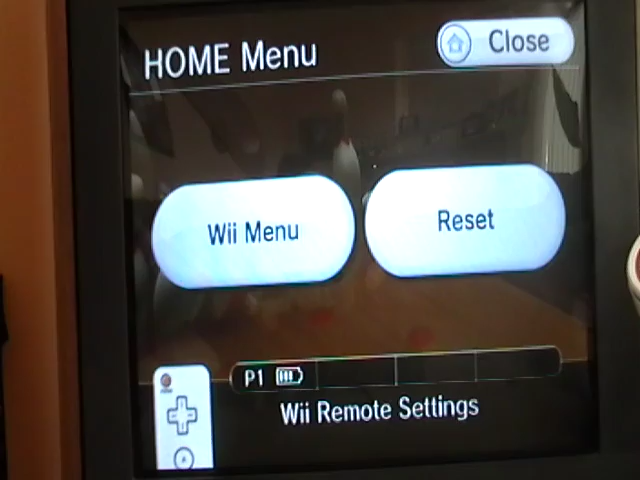 HOME Menu
Close
Wii Menu
Reset
P1
Wii Remote Settings